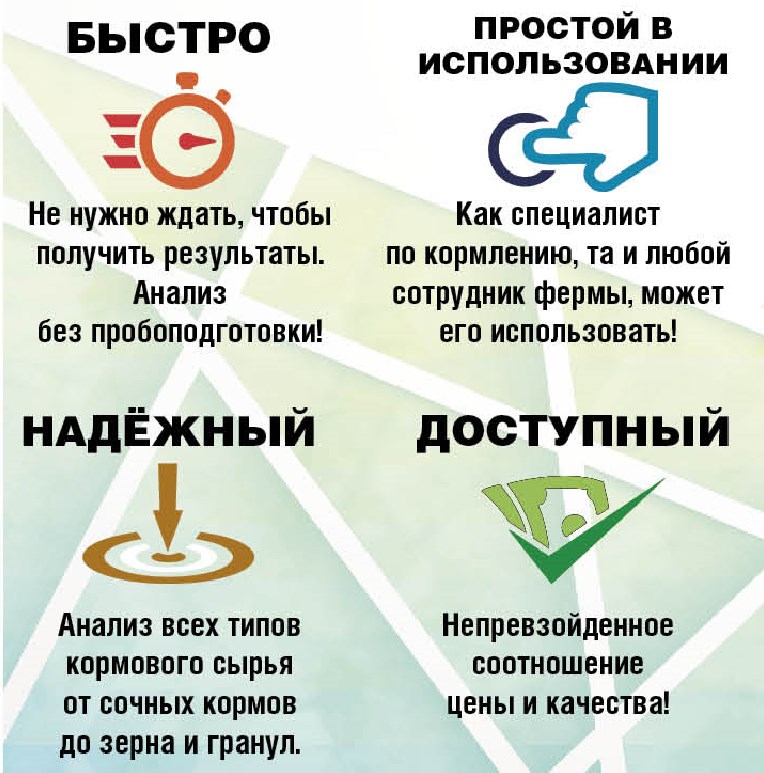 БЫСТРО
Не нужно ждать, чтобы
получить результаты.
Анализ
без пробоподготовки!
ПРОСТОЙ В
ИСПОЛЬЗОВАНИИ
Как специалист
по кормлению, та и любой
сотрудник фермы, может
его использовать!
НАДЁЖНЫЙ
Анализ всех типов
кормового сырья
от сочных кормов
до зерна и гранул.
ДОСТУПНЫЙ
Непревзойденное
соотношение
цены и качества!